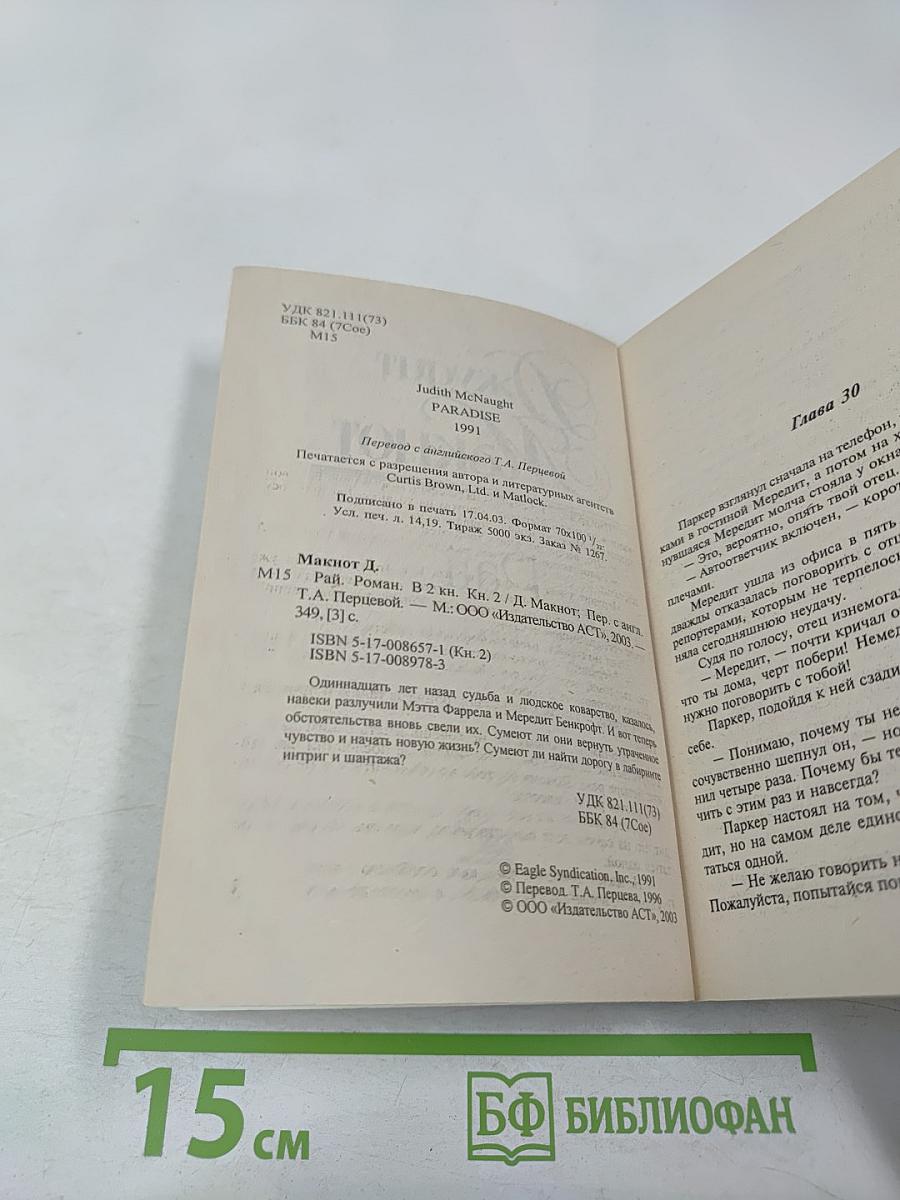 УДК 821.111(73)
ББК 84 (7Сое)
М15
Judith McNaught
PARADISE
1991
Перевод с английского Т.А. Перцевой
Печатается с разрешения автора и литературных агентств
Curtis Brown, Ltd. и Matlock.
Подписано в печать 17.04.03. Формат 70х100 1/32.
Усл. печ. л. 14,19. Тираж 5000 экз. Заказ № 1267.
Макнот Д.
М15 Рай. Роман. В 2 кн. Кн. 2 / Д. Макнот; Пер. с англ.
Т.А. Перцевой. — М.: ООО «Издательство АСТ», 2003. —
349, [3] с.
ISBN 5-17-008657-1 (Кн. 2)
ISBN 5-17-008978-3
Одиннадцать лет назад судьба и людское коварство, казалось,
навеки разлучили Мэтта Фаррела и Мередит Бенкрофт. И вот теперь
обстоятельства вновь свели их. Сумеют ли они вернуть утраченное
чувство и начать новую жизнь? Сумеют ли найти дорогу в лабиринте
интриг и шантажа?
УДК 821.111(73)
ББК 84 (7Сое)
© Eagle Syndication, Inc., 1991
© Перевод. Т.А. Перцева, 1996
© ООО «Издательство АСТ», 2003
Глава 30
Паркер взглянул сначала на телефон,
ками в гостиной Мередит, а потом на х
нувшаяся Мередит молча стояла у окна
— Это, вероятно, опять твой отец.
— Автоответчик включен, — корот
плечами.
Мередит ушла из офиса в пять
дважды отказалась поговорить с отц
репортерами, которым не терпелось
няла сегодняшнюю неудачу.
Судя по голосу, отец изнемогал
— Мередит, — почти кричал о
что ты дома, черт побери! Немед
нужно поговорить с тобой!
Паркер, подойдя к ней сзади
себе.
— Понимаю, почему ты не
сочувственно шепнул он, — но
нил четыре раза. Почему бы те
чить с этим раз и навсегда?
Паркер настоял на том, ч
дит, но на самом деле единс
таться одной.
— Не желаю говорить н
Пожалуйста, попытайся пон
15 см
БФ БИБЛИОФАН